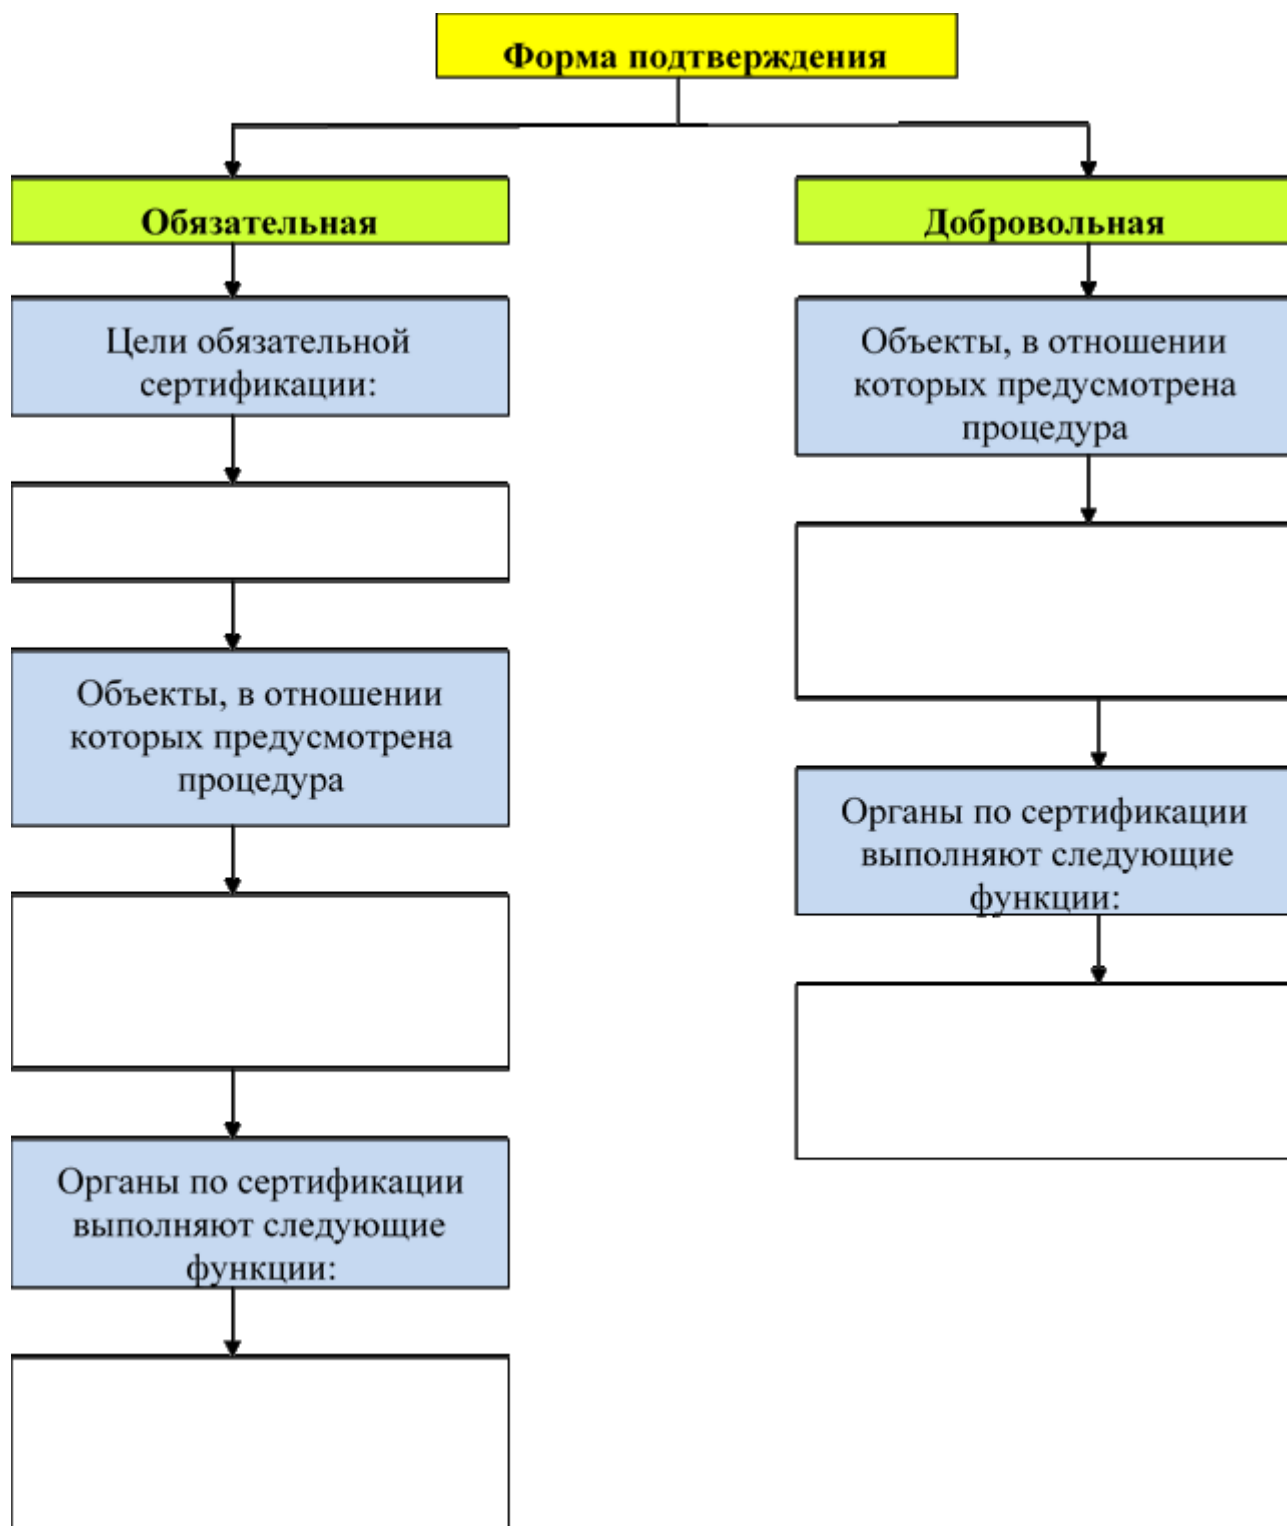 Форма подтверждения
Обязательная
Цели обязательной
сертификации:
Объекты, в отношении
которых предусмотрена
процедура
Органы по сертификации
выполняют следующие
функции:
Добровольная
Объекты, в отношении
которых предусмотрена
процедура
Органы по сертификации
выполняют следующие
функции: